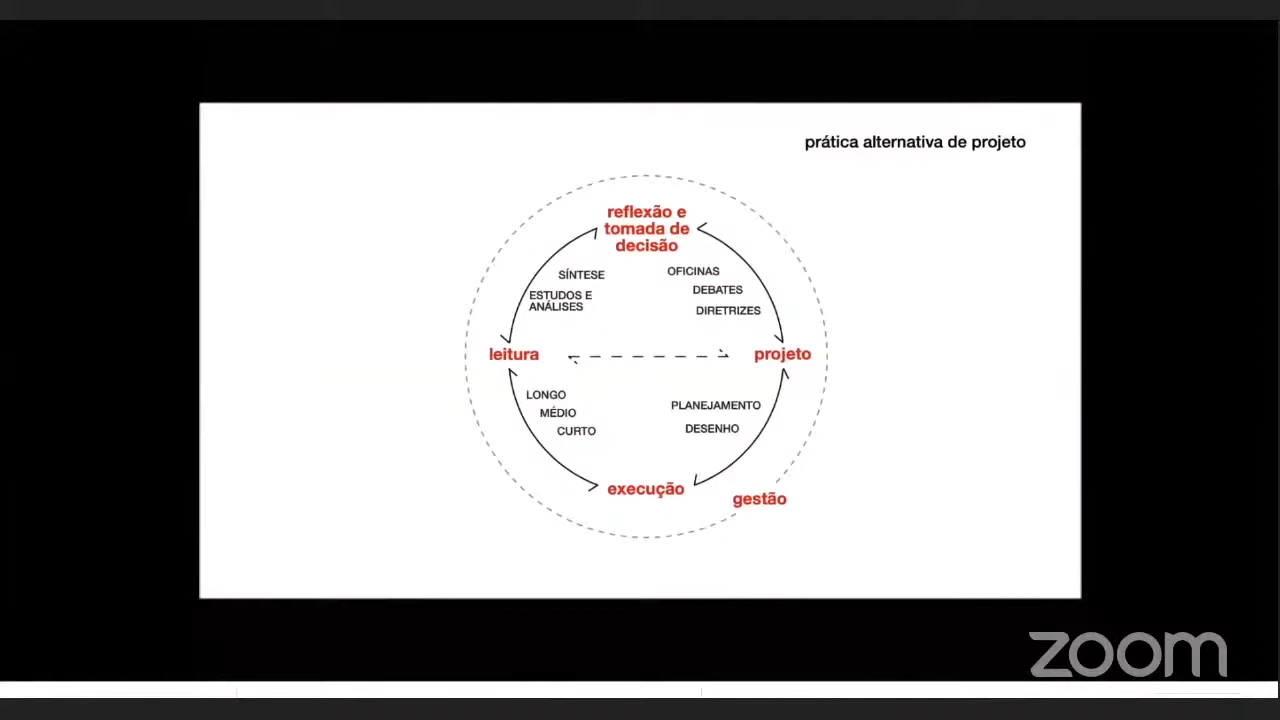 prática alternativa de projeto
reflexão e
tomada de
decisão
SÍNTESE
ESTUDOS E
ANÁLISES
OFICINAS
DEBATES
DIRETRIZES
leitura
projeto
LONGO
MÉDIO
CURTO
PLANEJAMENTO
DESENHO
execução
gestão
zoom